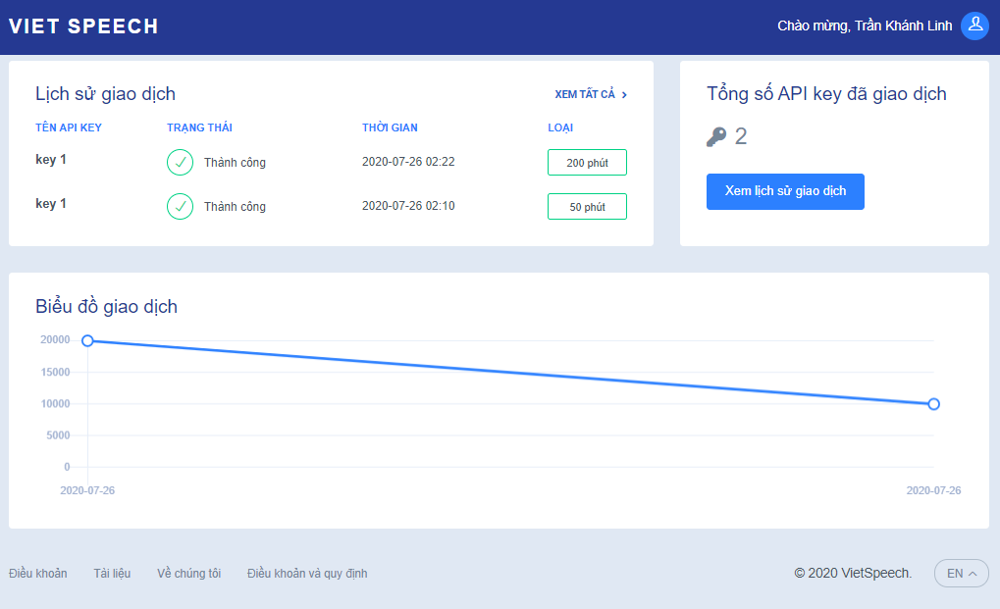 VIET SPEECH
Chào mừng, Trần Khánh Linh
Lịch sử giao dịch
XEM TẤT CẢ
TÊN API KEY TRẠNG THÁI THỜI GIAN LOẠI
key 1 Thành công 2020-07-26 02:22 200 phút
key 1 Thành công 2020-07-26 02:10 50 phút
Tổng số API key đã giao dịch
2
Xem lịch sử giao dịch
Biểu đồ giao dịch
20000
15000
10000
5000
0
2020-07-26 2020-07-26
Điều khoản Tài liệu Về chúng tôi Điều khoản và quy định
© 2020 VietSpeech. EN